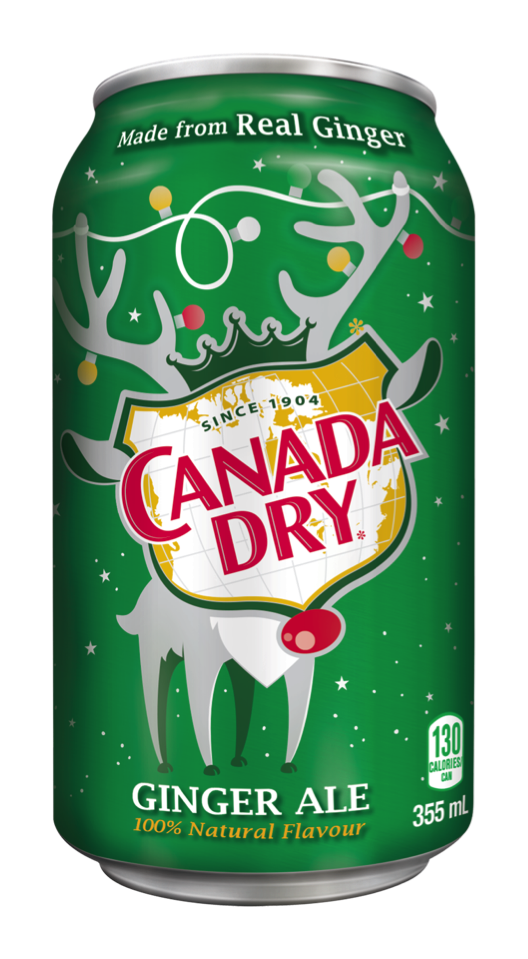 Made from Real Ginger
SINCE 1904
CANADA
DRY
GINGER ALE
100% Natural Flavour
130
CALORIES/
CAN
355 mL